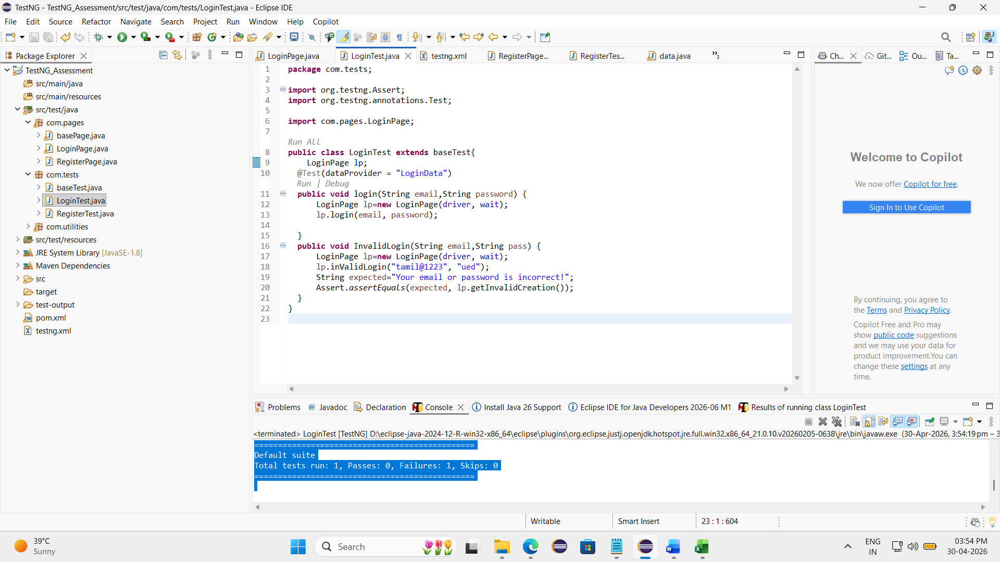 TestNG - TestNG_Assessment/src/test/java/com/tests/LoginTest.java - Eclipse IDE
File Edit Source Refactor Navigate Search Project Run Window Help Copilot
Package Explorer
TestNG_Assessment
src/main/java
src/main/resources
src/test/java
com.pages
basePage.java
LoginPage.java
RegisterPage.java
com.tests
baseTest.java
LoginTest.java
RegisterTest.java
com.utilities
src/test/resources
JRE System Library [JavaSE-1.8]
Maven Dependencies
src
target
test-output
pom.xml
testng.xml
LoginPage.java LoginTest.java testng.xml RegisterPage... RegisterTes... data.java »3
1 package com.tests;
2
3 import org.testng.Assert;
4 import org.testng.annotations.Test;
5
6 import com.pages.LoginPage;
7
Run All
8 public class LoginTest extends baseTest{
9 LoginPage lp;
10 @Test(dataProvider = "LoginData")
Run | Debug
11 public void login(String email,String password) {
12 LoginPage lp=new LoginPage(driver, wait);
13 lp.login(email, password);
14
15 }
16 public void InvalidLogin(String email,String pass) {
17 LoginPage lp=new LoginPage(driver, wait);
18 lp.inValidLogin("tamil@1223", "ued");
19 String expected="Your email or password is incorrect!";
20 Assert.assertEquals(expected, lp.getInvalidCreation());
21 }
22 }
23
Ch... Git... Ou... Ta...
Welcome to Copilot
We now offer Copilot for free.
Sign In to Use Copilot
By continuing, you agree to
the Terms and Privacy Policy.
Copilot Free and Pro may
show public code suggestions
and we may use your data for
product improvement.You can
change these settings at any
time.
Problems @ Javadoc Declaration Console Install Java 26 Support Eclipse IDE for Java Developers 2026-06 M1 Results of running class LoginTest
<terminated> LoginTest [TestNG] D:\eclipse-java-2024-12-R-win32-x86_64\eclipse\plugins\org.eclipse.justj.openjdk.hotspot.jre.full.win32.x86_64_21.0.10.v20260205-0638\jre\bin\javaw.exe (30-Apr-2026, 3:54:19 pm – 3
===============================================
Default suite
Total tests run: 1, Passes: 0, Failures: 1, Skips: 0
===============================================
Writable Smart Insert 23 : 1 : 604
39°C
Sunny
Search
ENG
IN
03:54 PM
30-04-2026